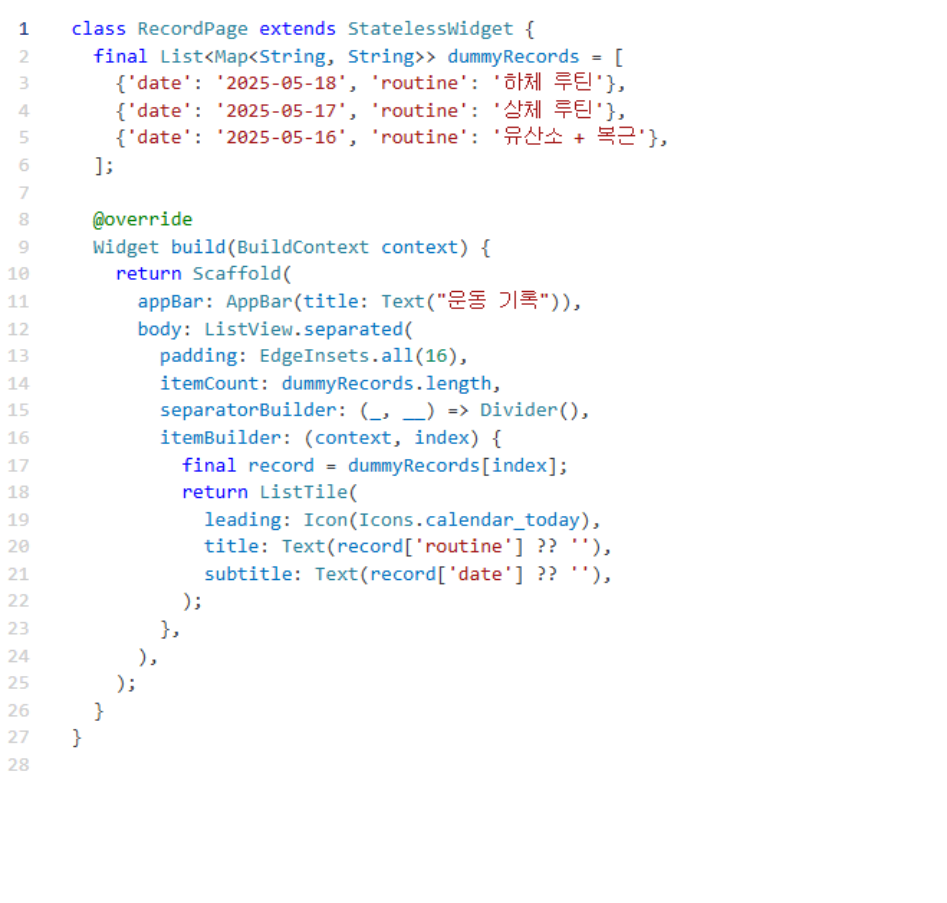 1 class RecordPage extends StatelessWidget {
2   final List<Map<String, String>> dummyRecords = [
3     {'date': '2025-05-18', 'routine': '하체 루틴'},
4     {'date': '2025-05-17', 'routine': '상체 루틴'},
5     {'date': '2025-05-16', 'routine': '유산소 + 복근'},
6   ];
7
8   @override
9   Widget build(BuildContext context) {
10     return Scaffold(
11       appBar: AppBar(title: Text("운동 기록")),
12       body: ListView.separated(
13         padding: EdgeInsets.all(16),
14         itemCount: dummyRecords.length,
15         separatorBuilder: (_, __) => Divider(),
16         itemBuilder: (context, index) {
17           final record = dummyRecords[index];
18           return ListTile(
19             leading: Icon(Icons.calendar_today),
20             title: Text(record['routine'] ?? ''),
21             subtitle: Text(record['date'] ?? ''),
22           );
23         },
24       ),
25     );
26   }
27 }
28